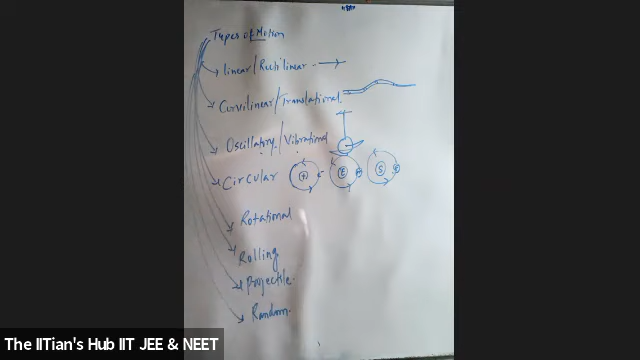 Types of Motion
linear/Rectilinear
Curvilinear/Translational
Oscillatory/Vibrational
Circular
+ E S
Rotational
Rolling
Projectile
Random
The IITian's Hub IIT JEE & NEET